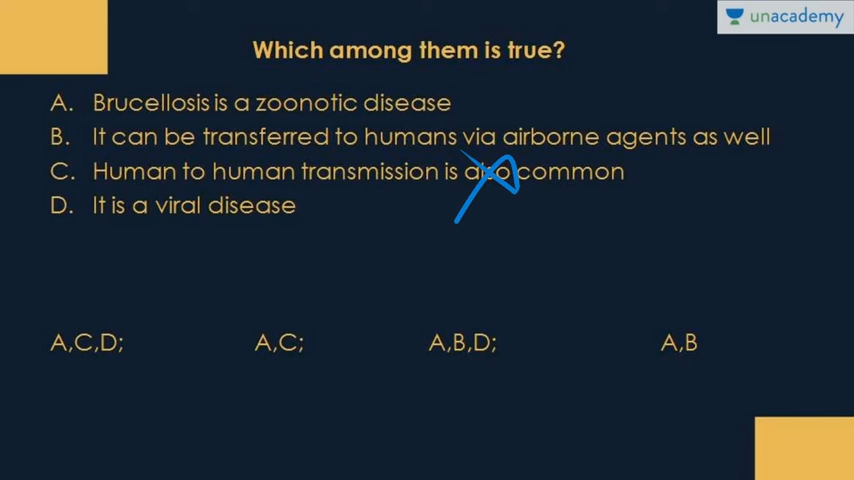 unacademy
Which among them is true?
A. Brucellosis is a zoonotic disease
B. It can be transferred to humans via airborne agents as well
C. Human to human transmission is also common
D. It is a viral disease
A,C,D; A,C; A,B,D; A,B